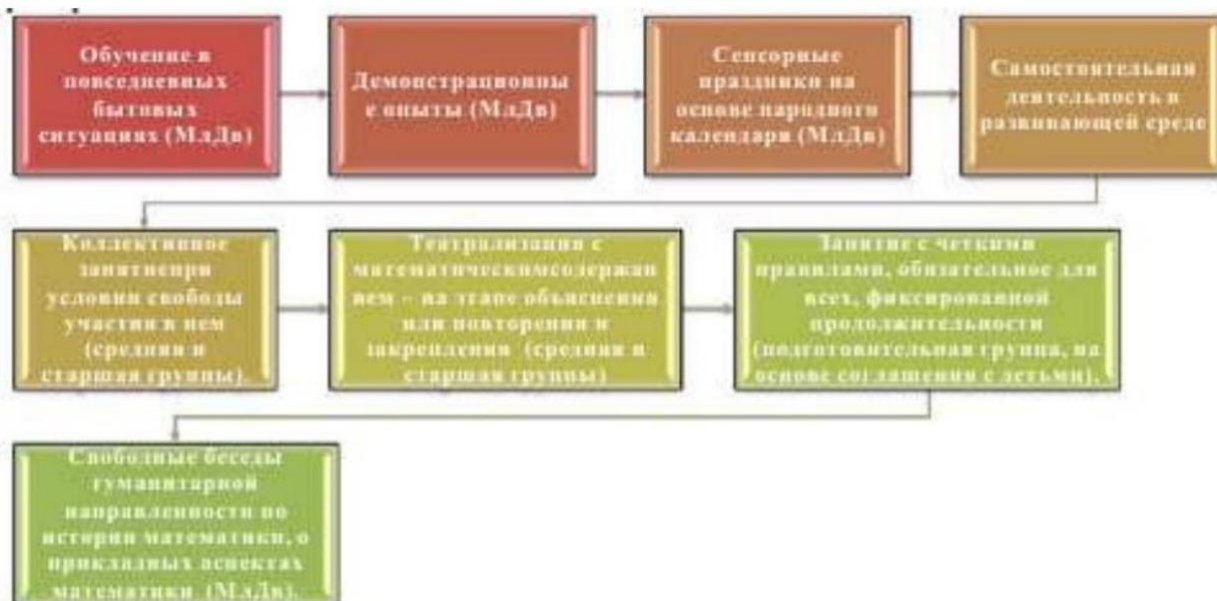 Обучение в
повседневных
бытовых
ситуациях (МлДв)
Демонстрационны
е опыты (МлДв)
Сенсорные
праздники на
основе народного
календаря (МлДв)
Самостоятельная
деятельность в
развивающей среде
Коллективное
занятиепри
условии свободы
участия в нем
(средняя и
старшая группы).
Театрализация с
математическимсодержан
ием – на этапе объяснения
или повторения и
закрепления (средняя и
старшая группы)
Занятие с четкими
правилами, обязательное для
всех, фиксированной
продолжительности
(подготовительная группа, на
основе соглашения с детьми).
Свободные беседы
гуманитарной
направленности по
истории математики, о
прикладных аспектах
математики (МлДв).